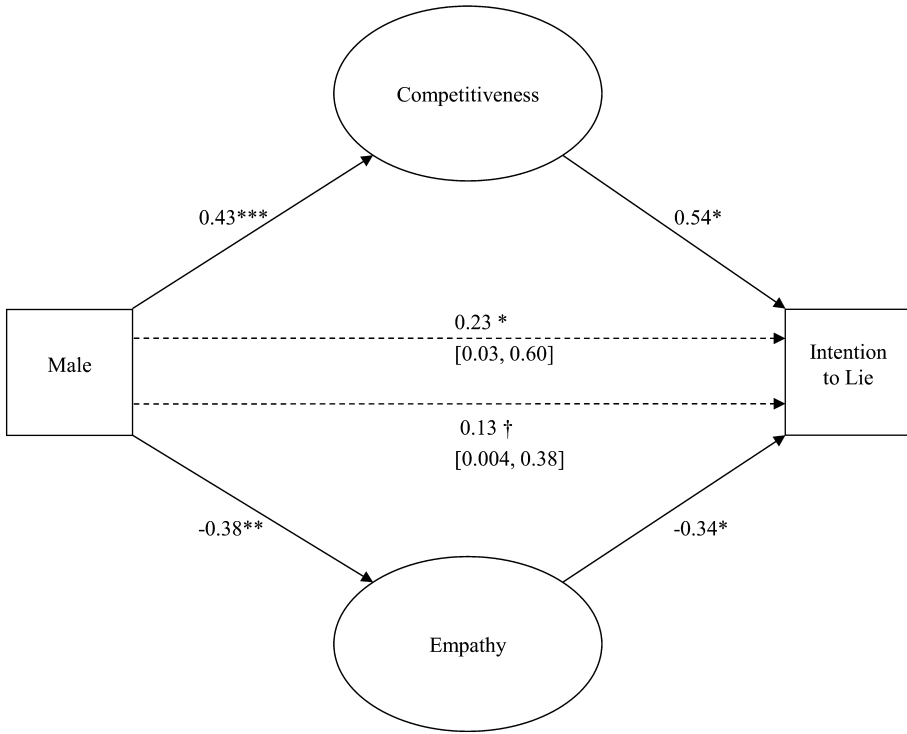 Competitiveness
0.43***
0.54*
0.23 *
[0.03, 0.60]
Male
Intention
to Lie
0.13 †
[0.004, 0.38]
-0.38**
-0.34*
Empathy